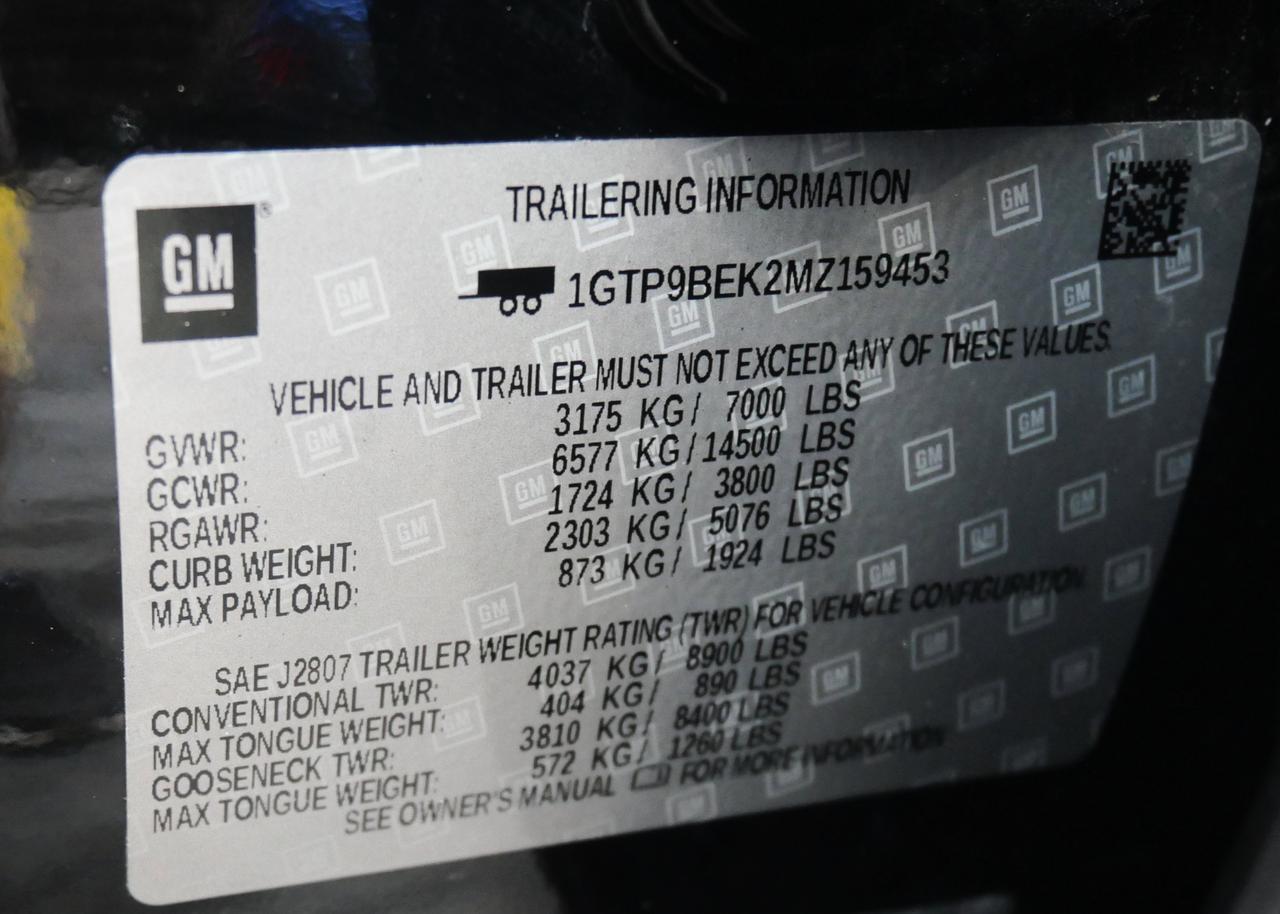 GM
TRAILERING INFORMATION
1GTP9BEK2MZ159453
VEHICLE AND TRAILER MUST NOT EXCEED ANY OF THESE VALUES.
GVWR: 3175 KG/ 7000 LBS
GCWR: 6577 KG/14500 LBS
RGAWR: 1724 KG/ 3800 LBS
CURB WEIGHT: 2303 KG/ 5076 LBS
MAX PAYLOAD: 873 KG/ 1924 LBS
SAE J2807 TRAILER WEIGHT RATING (TWR) FOR VEHICLE CONFIGURATION.
CONVENTIONAL TWR: 4037 KG/ 8900 LBS
MAX TONGUE WEIGHT: 404 KG/ 890 LBS
GOOSENECK TWR: 3810 KG/ 8400 LBS
MAX TONGUE WEIGHT: 572 KG/ 1260 LBS
SEE OWNER'S MANUAL FOR MORE INFORMATION